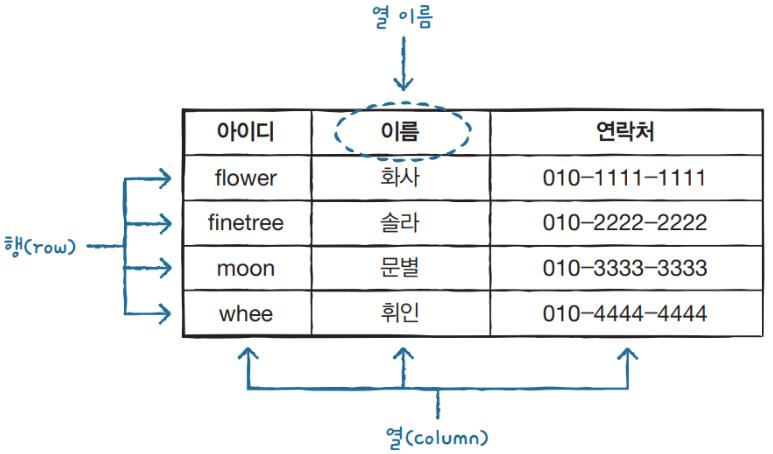 열 이름
아이디 이름 연락처
flower 화사 010-1111-1111
finetree 솔라 010-2222-2222
행(row)
moon 문별 010-3333-3333
whee 휘인 010-4444-4444
열(column)